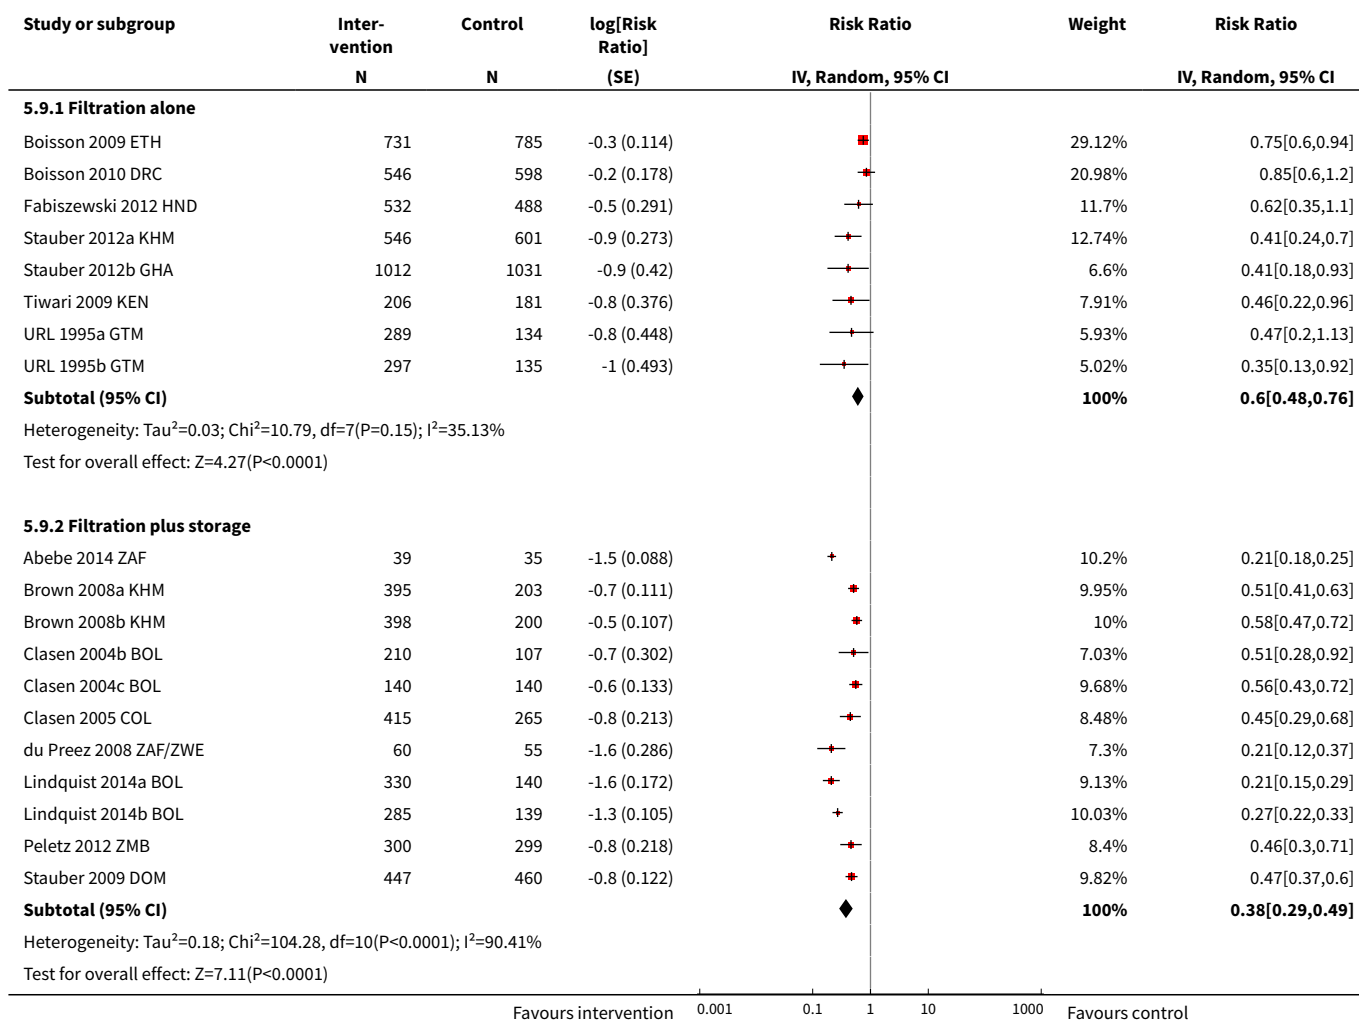 Study or subgroup Inter- Control log[Risk Risk Ratio Weight Risk Ratio
vention Ratio]
N N (SE) IV, Random, 95% CI IV, Random, 95% CI
5.9.1 Filtration alone
Boisson 2009 ETH 731 785 -0.3 (0.114) 29.12% 0.75[0.6,0.94]
Boisson 2010 DRC 546 598 -0.2 (0.178) 20.98% 0.85[0.6,1.2]
Fabiszewski 2012 HND 532 488 -0.5 (0.291) 11.7% 0.62[0.35,1.1]
Stauber 2012a KHM 546 601 -0.9 (0.273) 12.74% 0.41[0.24,0.7]
Stauber 2012b GHA 1012 1031 -0.9 (0.42) 6.6% 0.41[0.18,0.93]
Tiwari 2009 KEN 206 181 -0.8 (0.376) 7.91% 0.46[0.22,0.96]
URL 1995a GTM 289 134 -0.8 (0.448) 5.93% 0.47[0.2,1.13]
URL 1995b GTM 297 135 -1 (0.493) 5.02% 0.35[0.13,0.92]
Subtotal (95% CI) 100% 0.6[0.48,0.76]
Heterogeneity: Tau²=0.03; Chi²=10.79, df=7(P=0.15); I²=35.13%
Test for overall effect: Z=4.27(P<0.0001)
5.9.2 Filtration plus storage
Abebe 2014 ZAF 39 35 -1.5 (0.088) 10.2% 0.21[0.18,0.25]
Brown 2008a KHM 395 203 -0.7 (0.111) 9.95% 0.51[0.41,0.63]
Brown 2008b KHM 398 200 -0.5 (0.107) 10% 0.58[0.47,0.72]
Clasen 2004b BOL 210 107 -0.7 (0.302) 7.03% 0.51[0.28,0.92]
Clasen 2004c BOL 140 140 -0.6 (0.133) 9.68% 0.56[0.43,0.72]
Clasen 2005 COL 415 265 -0.8 (0.213) 8.48% 0.45[0.29,0.68]
du Preez 2008 ZAF/ZWE 60 55 -1.6 (0.286) 7.3% 0.21[0.12,0.37]
Lindquist 2014a BOL 330 140 -1.6 (0.172) 9.13% 0.21[0.15,0.29]
Lindquist 2014b BOL 285 139 -1.3 (0.105) 10.03% 0.27[0.22,0.33]
Peletz 2012 ZMB 300 299 -0.8 (0.218) 8.4% 0.46[0.3,0.71]
Stauber 2009 DOM 447 460 -0.8 (0.122) 9.82% 0.47[0.37,0.6]
Subtotal (95% CI) 100% 0.38[0.29,0.49]
Heterogeneity: Tau²=0.18; Chi²=104.28, df=10(P<0.0001); I²=90.41%
Test for overall effect: Z=7.11(P<0.0001)
Favours intervention 0.001 0.1 1 10 1000 Favours control